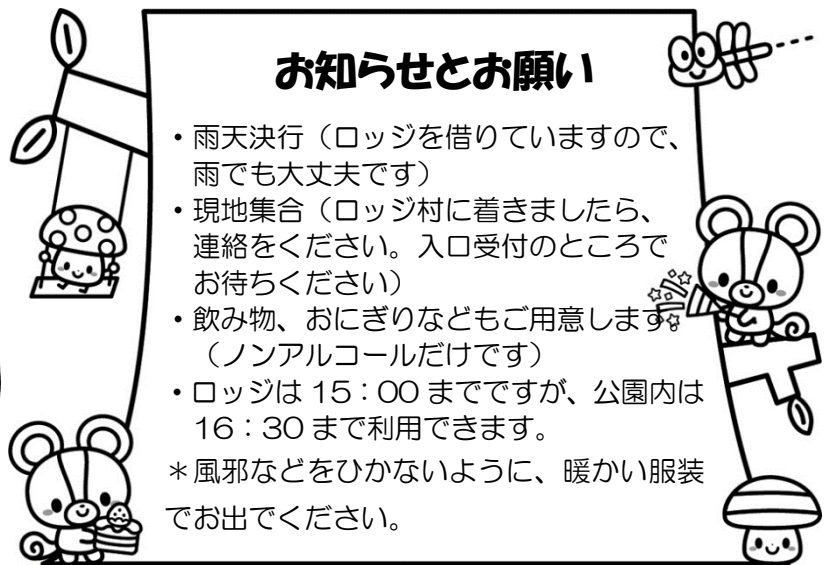 お知らせとお願い
・雨天決行（ロッジを借りていますので、
雨でも大丈夫です）
・現地集合（ロッジ村に着きましたら、
連絡をください。入口受付のところで
お待ちください）
・飲み物、おにぎりなどもご用意します。
（ノンアルコールだけです）
・ロッジは 15：00 までですが、公園内は
16：30 まで利用できます。
＊風邪などをひかないように、暖かい服装
でお出でください。